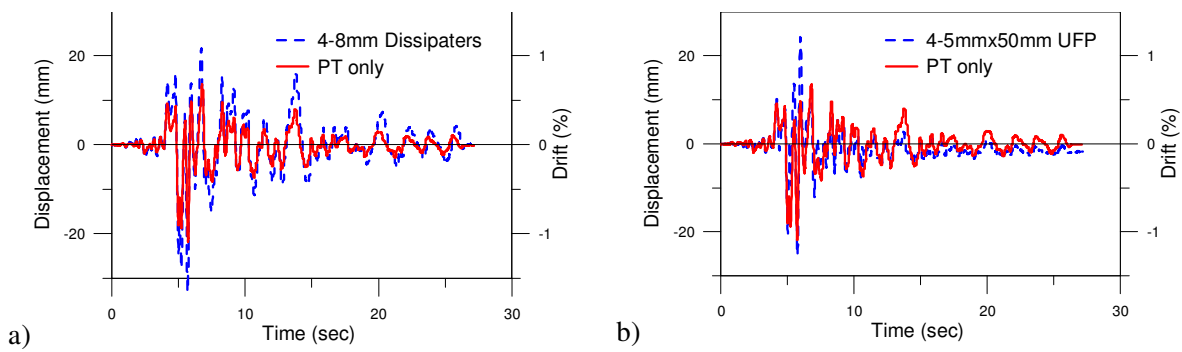 4-8mm Dissipaters
PT only
Displacement (mm)
20
0
-20
Drift (%)
1
0
-1
0
10
20
30
Time (sec)
a)
4-5mmx50mm UFP
PT only
Displacement (mm)
20
0
-20
Drift (%)
1
0
-1
0
10
20
30
Time (sec)
b)